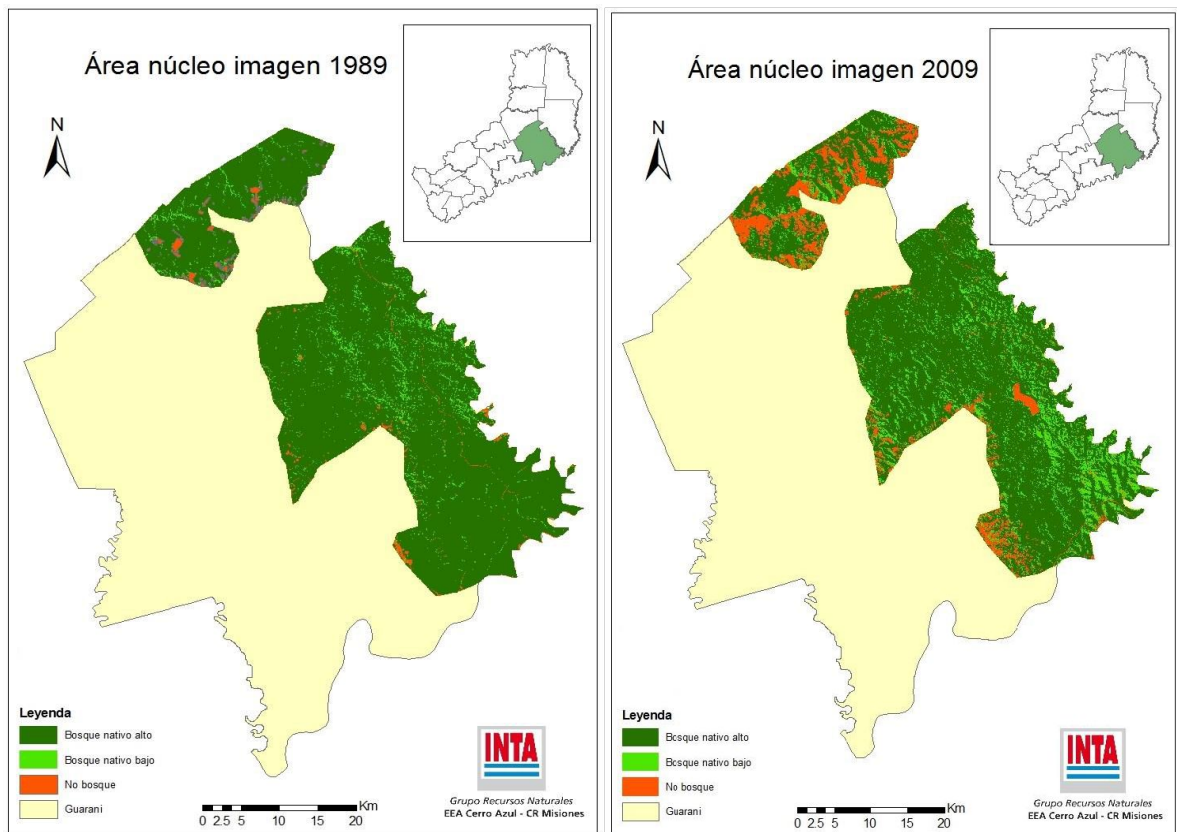 Área núcleo imagen 1989
N
Leyenda
Bosque nativo alto
Bosque nativo bajo
No bosque
Guarani
Km
0 2.5 5 10 15 20
INTA
Grupo Recursos Naturales
EEA Cerro Azul - CR Misiones
Área núcleo imagen 2009
N
Leyenda
Bosque nativo alto
Bosque nativo bajo
No bosque
Guarani
Km
0 2.5 5 10 15 20
INTA
Grupo Recursos Naturales
EEA Cerro Azul - CR Misiones